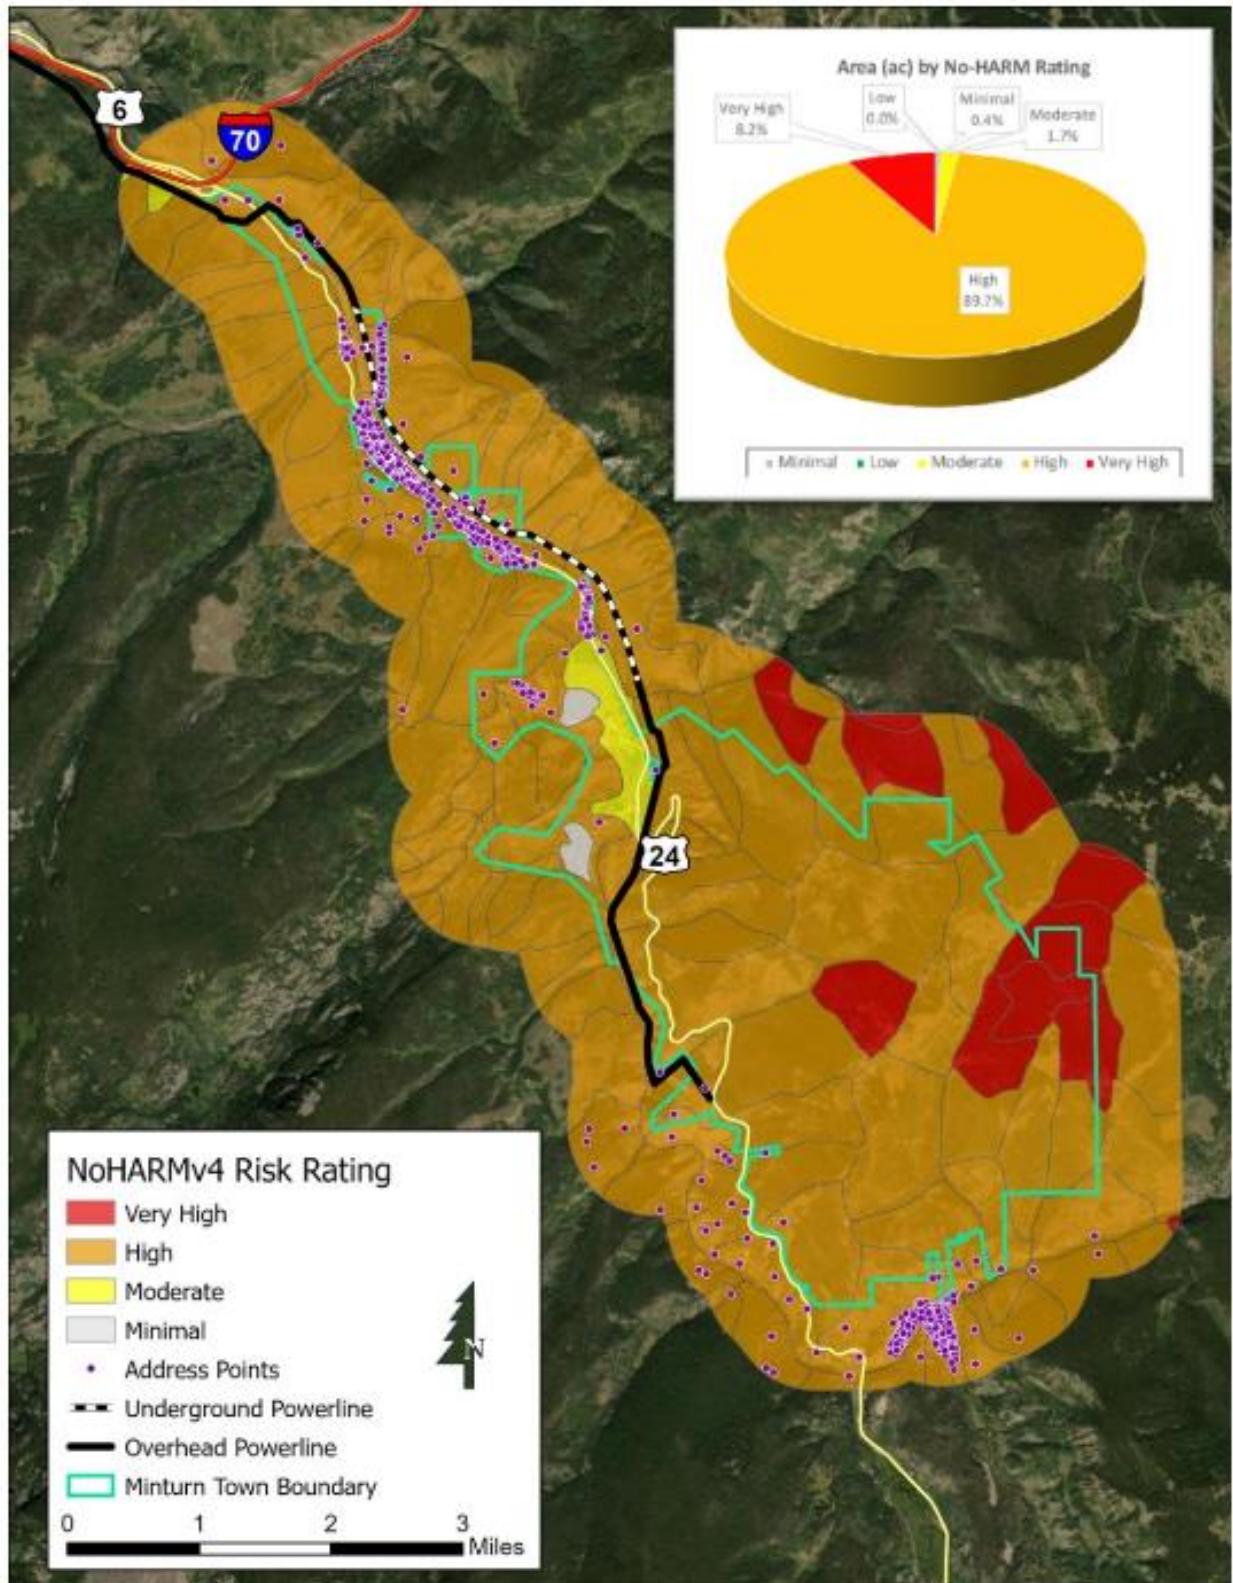 6
70
Area (ac) by No-HARM Rating
Very High
8.2%
Low
0.0%
Minimal
0.4%
Moderate
1.7%
High
89.7%
Minimal Low Moderate High Very High
24
NoHARMv4 Risk Rating
Very High
High
Moderate
Minimal
Address Points
Underground Powerline
Overhead Powerline
Minturn Town Boundary
N
0 1 2 3
Miles